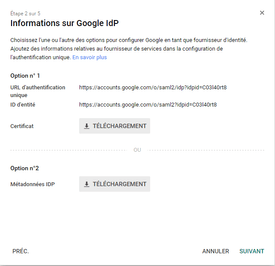 Étape 2 sur 5
Informations sur Google IdP
Choisissez l'une ou l'autre des options pour configurer Google en tant que fournisseur d'identité.
Ajoutez des informations relatives au fournisseur de services dans la configuration de
l'authentification unique. En savoir plus
Option n° 1
URL d'authentification unique https://accounts.google.com/o/saml2/idp?idpid=C03l40rt8
ID d'entité https://accounts.google.com/o/saml2?idpid=C03l40rt8
Certificat TÉLÉCHARGEMENT
OU
Option n°2
Métadonnées IDP TÉLÉCHARGEMENT
PRÉC. ANNULER SUIVANT